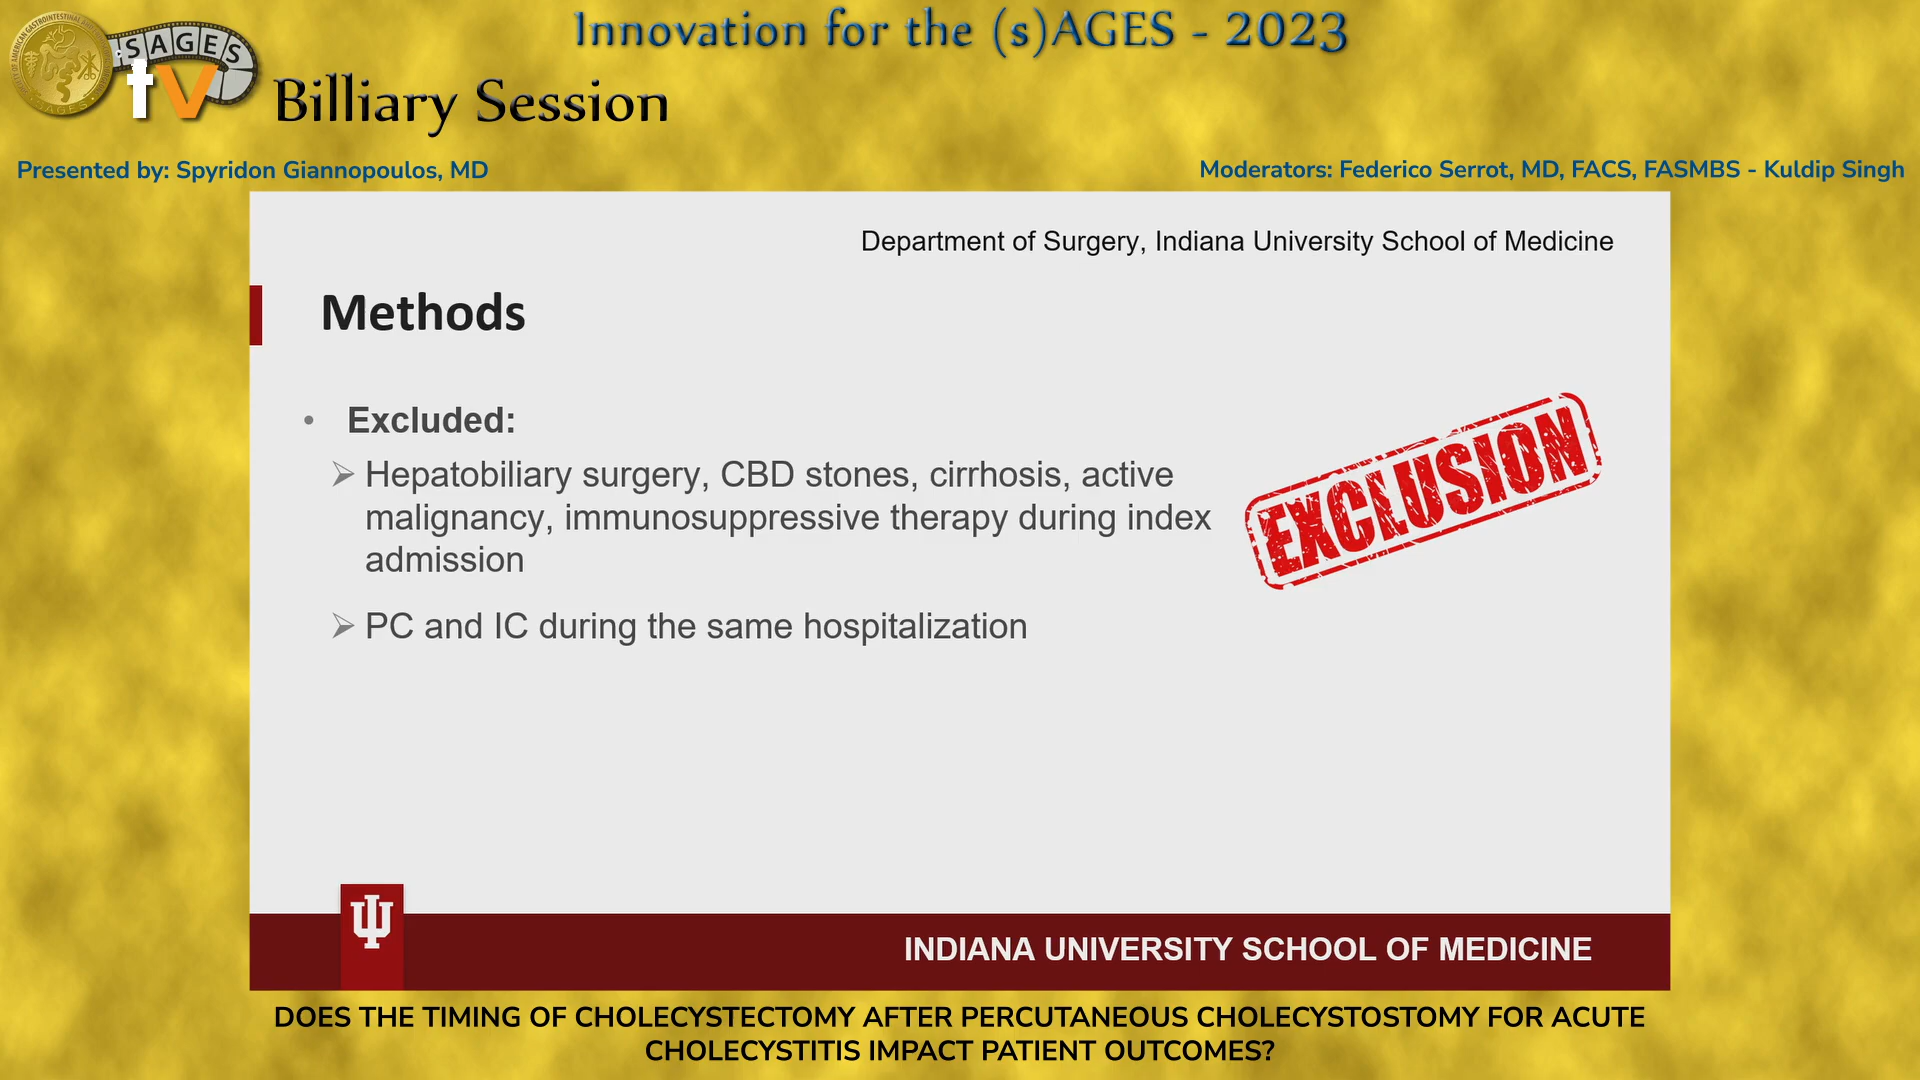 Innovation for the (s)AGES - 2023
SAGES
tv
Billiary Session
Presented by: Spyridon Giannopoulos, MD
Moderators: Federico Serrot, MD, FACS, FASMBS - Kuldip Singh
Department of Surgery, Indiana University School of Medicine
Methods
• Excluded:
➢ Hepatobiliary surgery, CBD stones, cirrhosis, active
malignancy, immunosuppressive therapy during index
admission
➢ PC and IC during the same hospitalization
EXCLUSION
INDIANA UNIVERSITY SCHOOL OF MEDICINE
DOES THE TIMING OF CHOLECYSTECTOMY AFTER PERCUTANEOUS CHOLECYSTOSTOMY FOR ACUTE
CHOLECYSTITIS IMPACT PATIENT OUTCOMES?